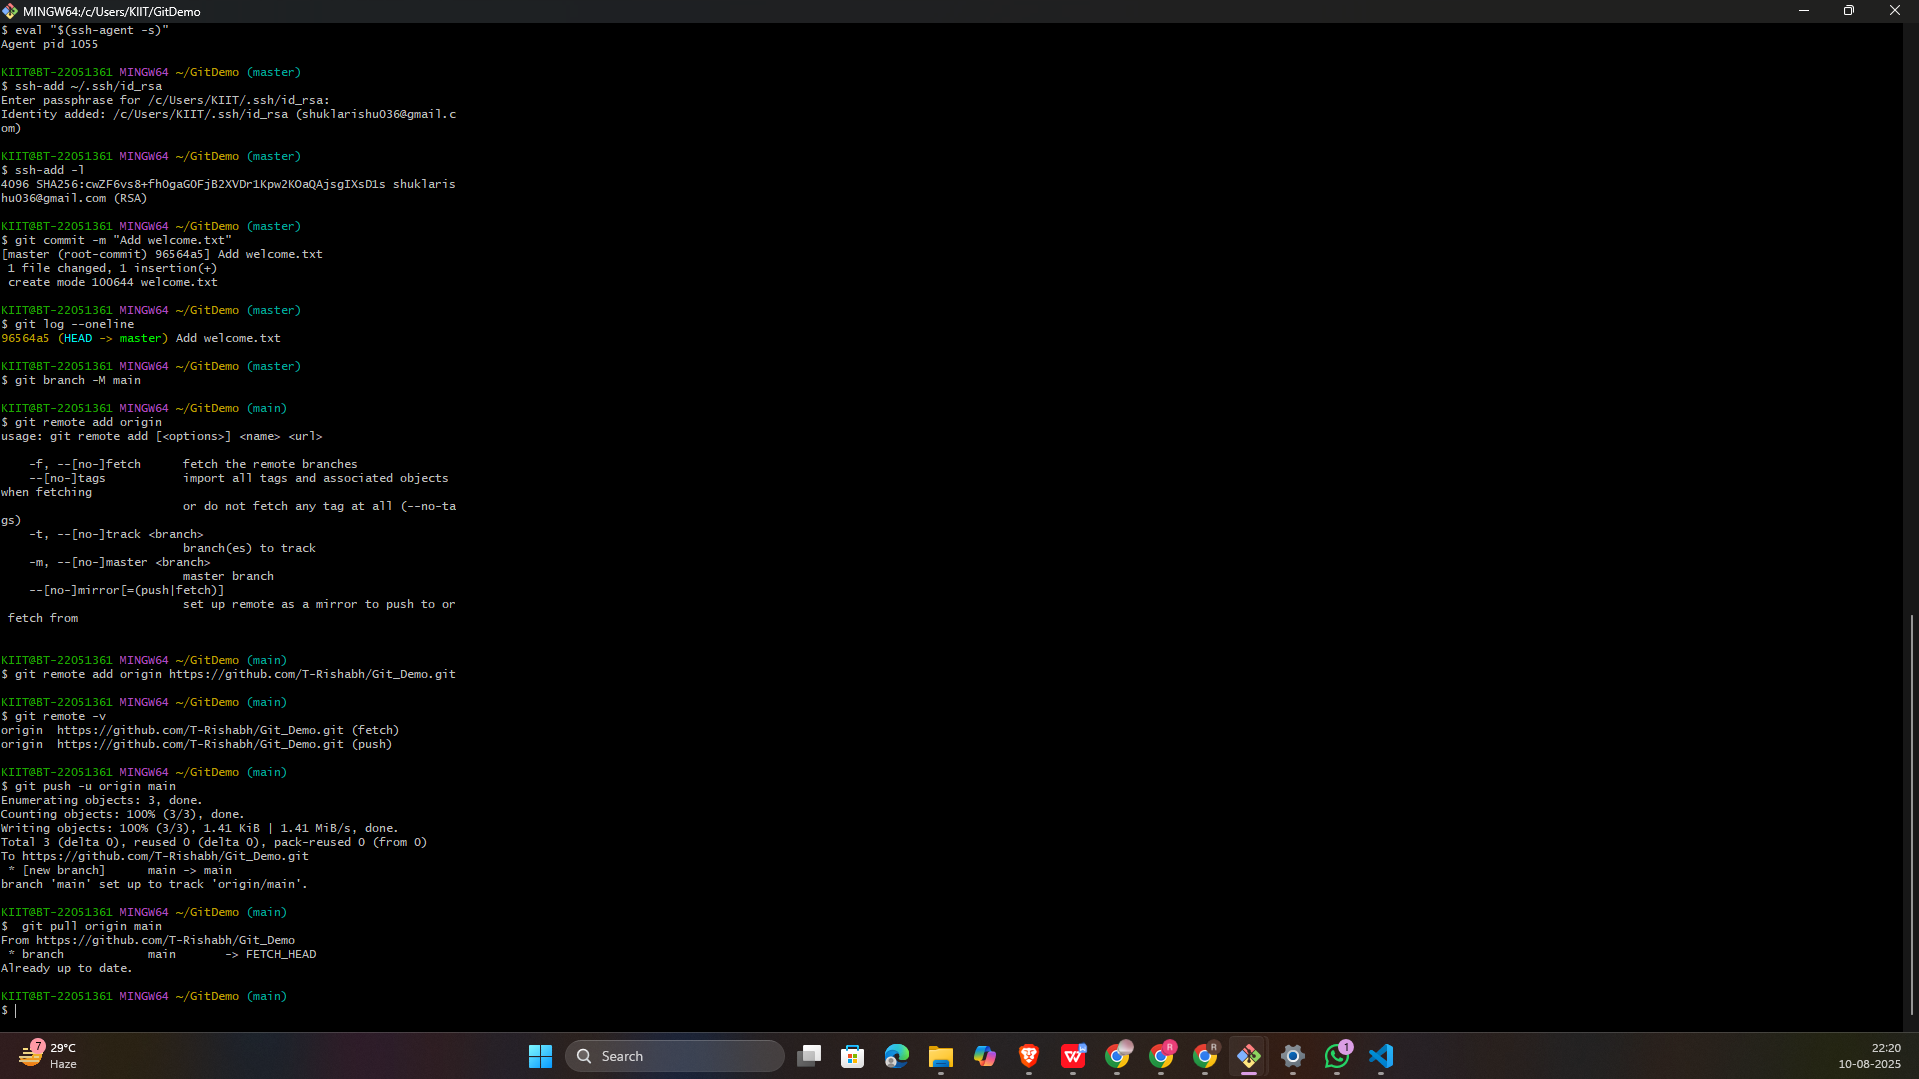 MINGW64:/c/Users/KIIT/GitDemo
$ eval "$(ssh-agent -s)"
Agent pid 1055
KIIT@BT-22051361 MINGW64 ~/GitDemo (master)
$ ssh-add ~/.ssh/id_rsa
Enter passphrase for /c/Users/KIIT/.ssh/id_rsa:
Identity added: /c/Users/KIIT/.ssh/id_rsa (shuklarishu036@gmail.c
om)
KIIT@BT-22051361 MINGW64 ~/GitDemo (master)
$ ssh-add -l
4096 SHA256:cwZF6vs8+fhOgaGOFjB2XVDr1Kpw2KOaQAjsgIXsD1s shuklaris
hu036@gmail.com (RSA)
KIIT@BT-22051361 MINGW64 ~/GitDemo (master)
$ git commit -m "Add welcome.txt"
[master (root-commit) 96564a5] Add welcome.txt
1 file changed, 1 insertion(+)
create mode 100644 welcome.txt
KIIT@BT-22051361 MINGW64 ~/GitDemo (master)
$ git log --oneline
96564a5 (HEAD -> master) Add welcome.txt
KIIT@BT-22051361 MINGW64 ~/GitDemo (master)
$ git branch -M main
KIIT@BT-22051361 MINGW64 ~/GitDemo (main)
$ git remote add origin
usage: git remote add [<options>] <name> <url>
-f, --[no-]fetch fetch the remote branches
--[no-]tags import all tags and associated objects
when fetching
or do not fetch any tag at all (--no-ta
gs)
-t, --[no-]track <branch>
branch(es) to track
-m, --[no-]master <branch>
master branch
--[no-]mirror[=(push|fetch)]
set up remote as a mirror to push to or
fetch from
KIIT@BT-22051361 MINGW64 ~/GitDemo (main)
$ git remote add origin https://github.com/T-Rishabh/Git_Demo.git
KIIT@BT-22051361 MINGW64 ~/GitDemo (main)
$ git remote -v
origin https://github.com/T-Rishabh/Git_Demo.git (fetch)
origin https://github.com/T-Rishabh/Git_Demo.git (push)
KIIT@BT-22051361 MINGW64 ~/GitDemo (main)
$ git push -u origin main
Enumerating objects: 3, done.
Counting objects: 100% (3/3), done.
Writing objects: 100% (3/3), 1.41 KiB | 1.41 MiB/s, done.
Total 3 (delta 0), reused 0 (delta 0), pack-reused 0 (from 0)
To https://github.com/T-Rishabh/Git_Demo.git
* [new branch] main -> main
branch 'main' set up to track 'origin/main'.
KIIT@BT-22051361 MINGW64 ~/GitDemo (main)
$ git pull origin main
From https://github.com/T-Rishabh/Git_Demo
* branch main -> FETCH_HEAD
Already up to date.
KIIT@BT-22051361 MINGW64 ~/GitDemo (main)
$
7
29°C
Haze
Search
W
R
R
1
22:20
10-08-2025